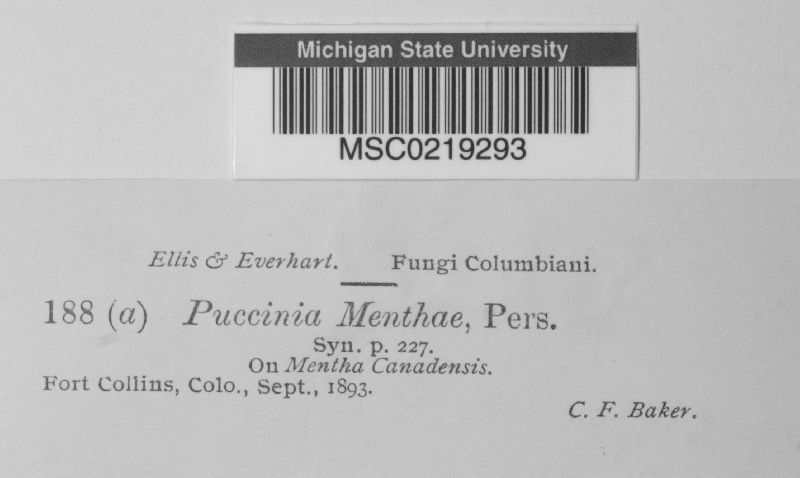 Michigan State University
MSC0219293
Ellis & Everhart. Fungi Columbiani.
188 (a) Puccinia Menthae, Pers.
Syn. p. 227.
On Mentha Canadensis.
Fort Collins, Colo., Sept., 1893.
C. F. Baker.